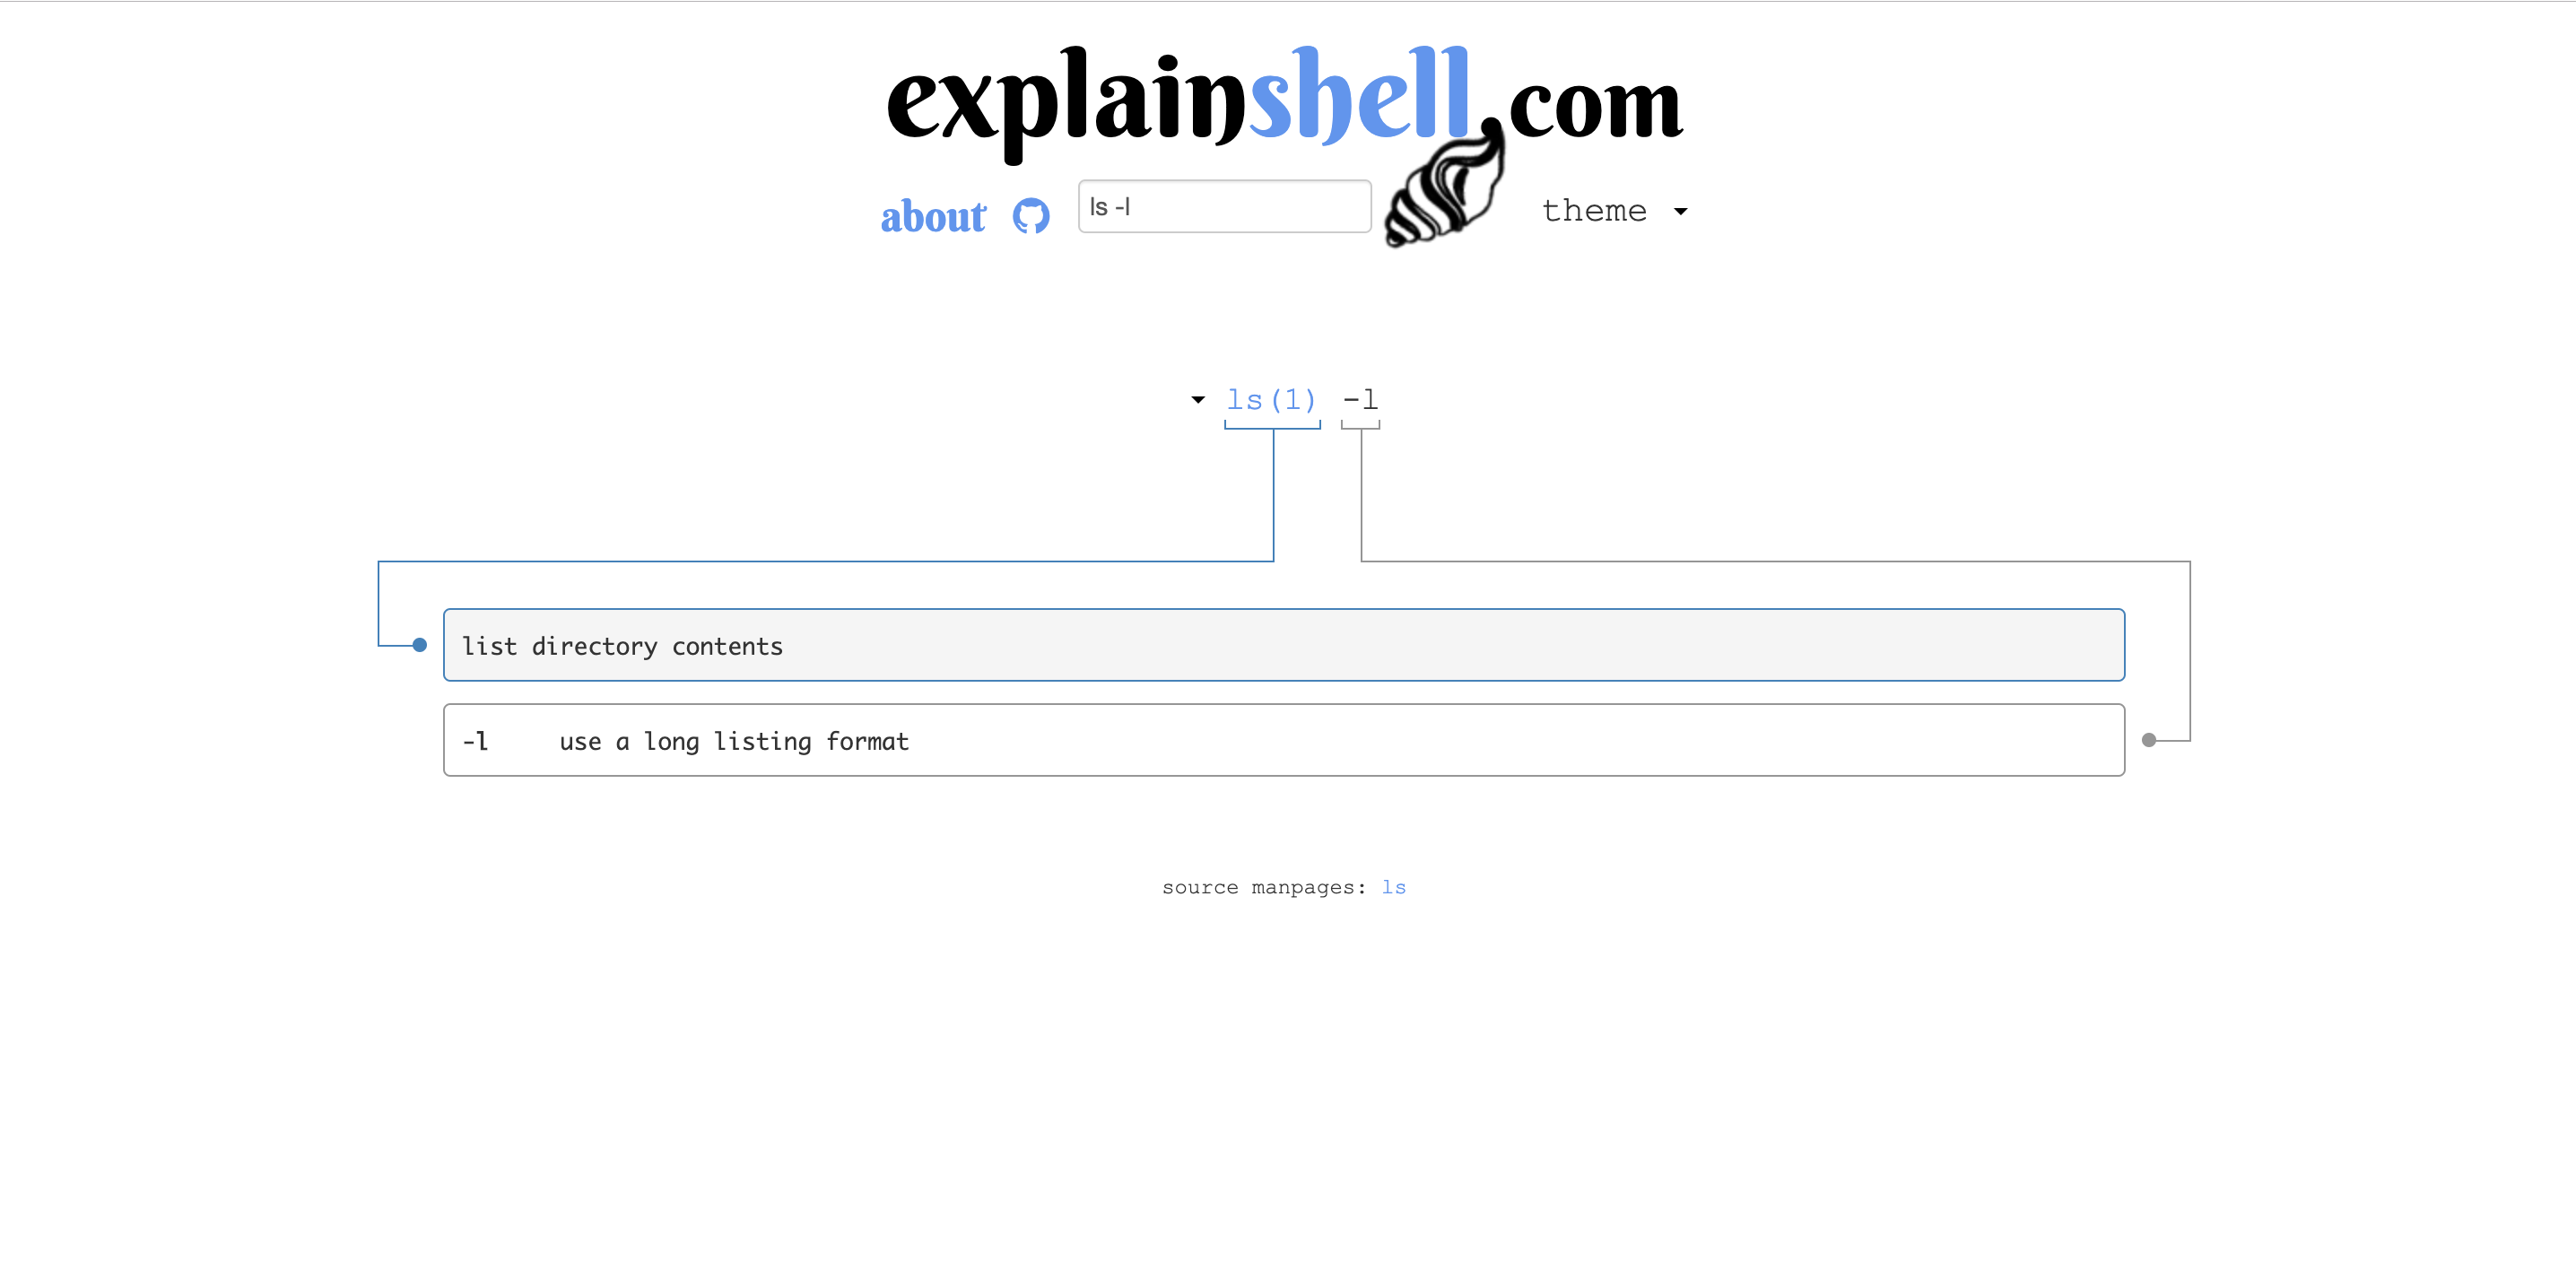 explainshell.com
about ls -l theme
ls(1) -l
list directory contents
-l use a long listing format
source manpages: ls